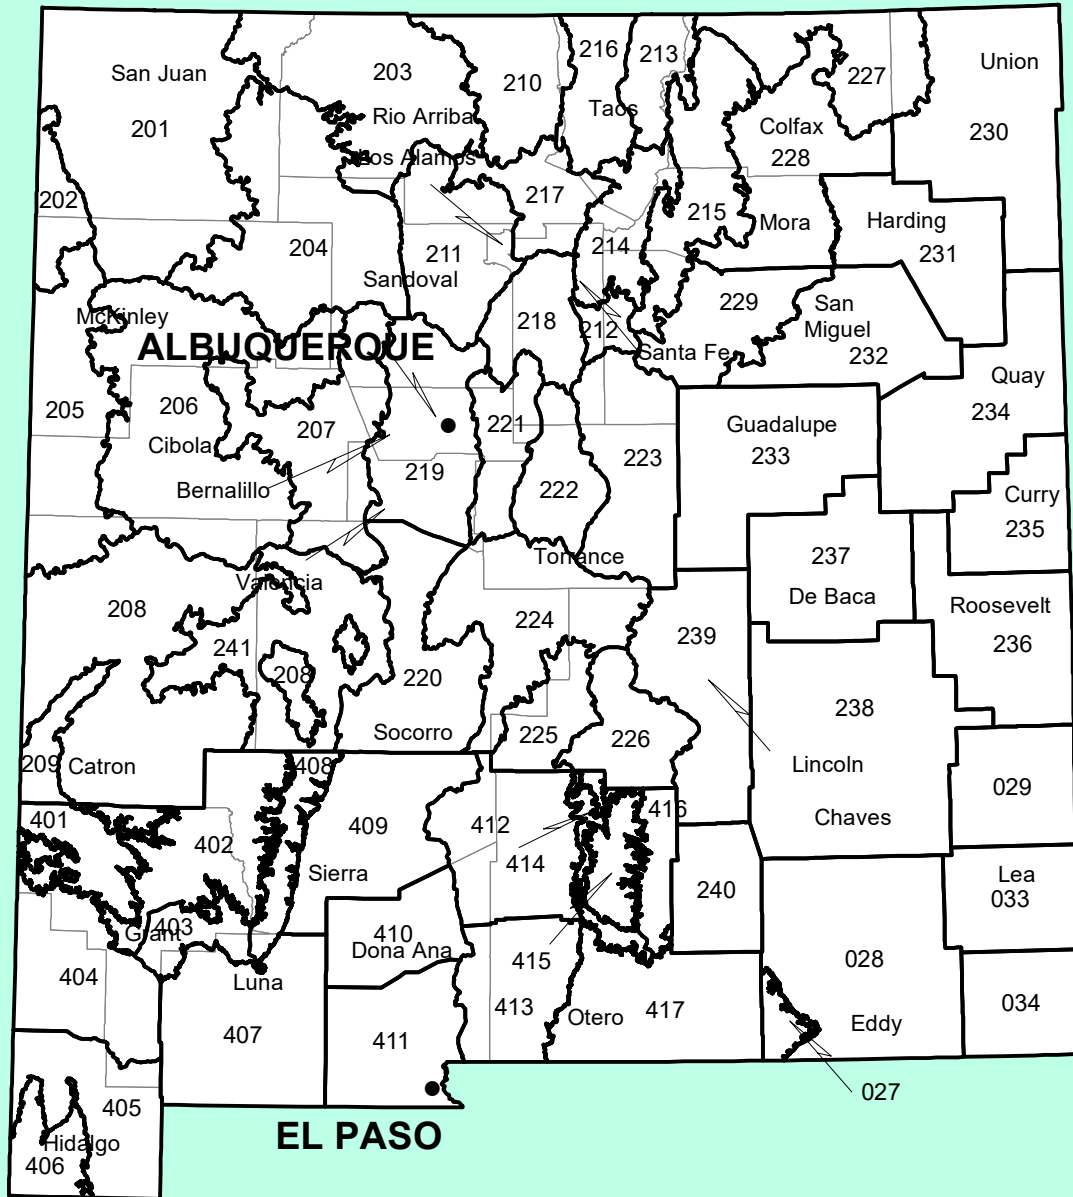 216
213
203
210
227
Union
San Juan
Rio Arriba
Taos
201
Colfax
230
228
Los Alamos
217
202
215
Mora
Harding
204
214
211
231
Sandoval
229
San
Miguel
McKinley
218
212
ALBUQUERQUE
Santa Fe
232
Quay
205
206
221
234
207
Guadalupe
Cibola
233
223
219
Bernalillo
222
Curry
235
Torrance
237
Valencia
De Baca
208
Roosevelt
224
241
239
236
208
220
238
Socorro
225
226
209
Catron
408
Lincoln
029
401
409
412
416
Chaves
402
414
Sierra
240
Lea
033
403
Grant
410
Dona Ana
415
028
404
Luna
413
Otero
417
034
Eddy
407
411
027
405
EL PASO
Hidalgo
406